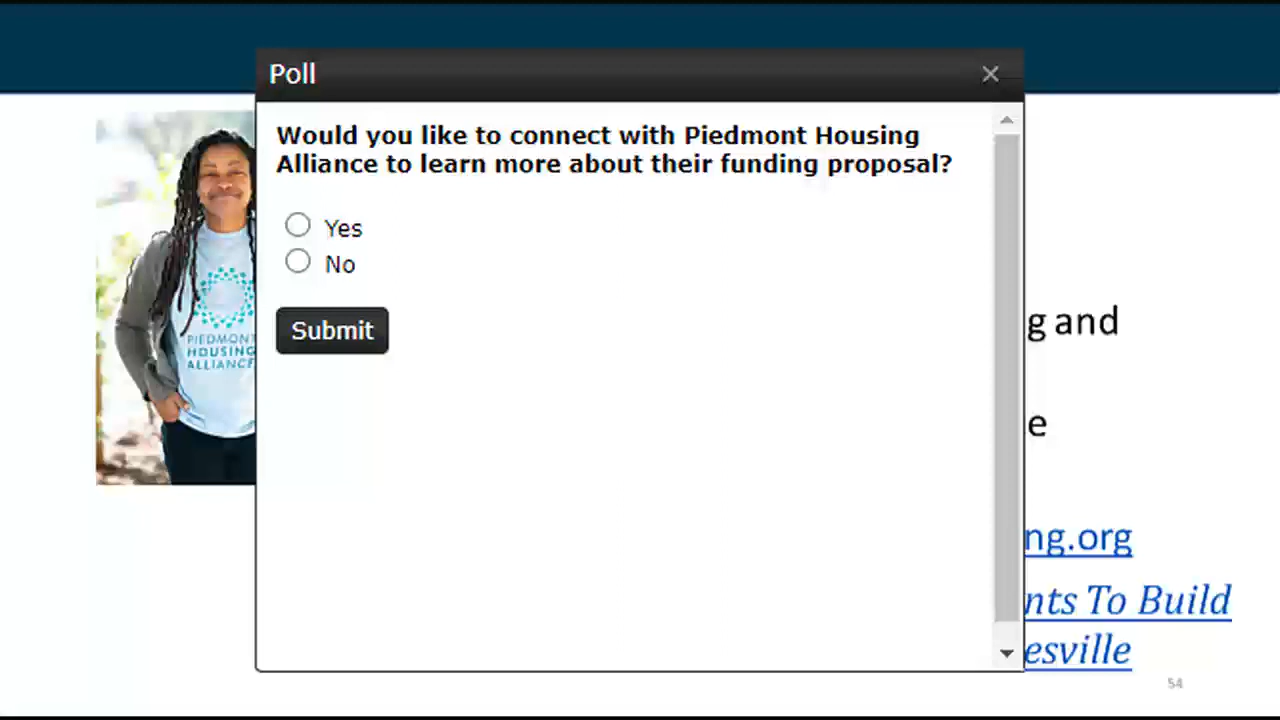 Poll
Would you like to connect with Piedmont Housing
Alliance to learn more about their funding proposal?
Yes
No
Submit
PIEDMONT
HOUSING
ALLIANCE
g and
e
ng.org
nts To Build
esville
54